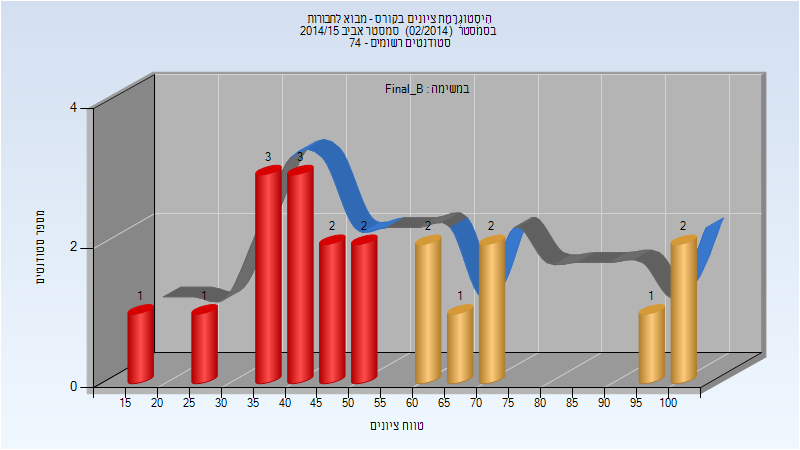 היסטוגרמת ציונים בקורס - מבוא לחבורות
בסמסטר (02/2014) סמסטר אביב 2014/15
סטודנטים רשומים - 74
במשימה : Final_B
מספר סטודנטים
4
2
0
1
1
3
3
2
2
2
1
2
1
2
15 20 25 30 35 40 45 50 55 60 65 70 75 80 85 90 95 100
טווח ציונים